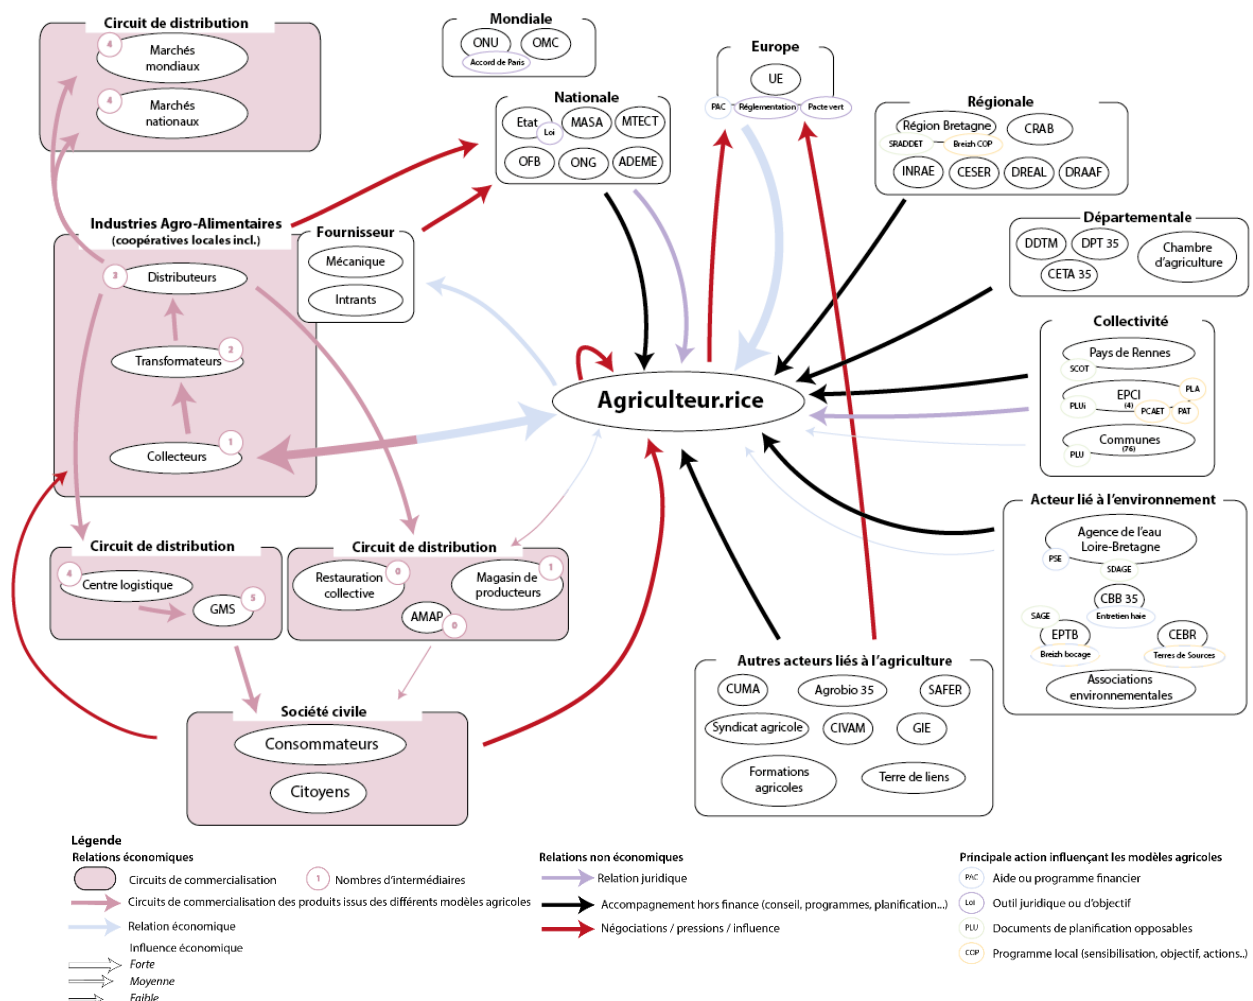 Circuit de distribution
4
Marchés
mondiaux
4
Marchés
nationaux
Mondiale
ONU
OMC
Accord de Paris
Europe
UE
PAC
Réglementation
Pacte vert
Nationale
Etat
Loi
MASA
MTECT
OFB
ONG
ADEME
Régionale
Région Bretagne
CRAB
SRADDET
Breizh COP
INRAE
CESER
DREAL
DRAAF
Départementale
DDTM
DPT 35
CETA 35
Chambre
d'agriculture
Industries Agro-Alimentaires
(coopératives locales incl.)
3
Distributeurs
2
Transformateurs
1
Collecteurs
Fournisseur
Mécanique
Intrants
Agriculteur.rice
Collectivité
Pays de Rennes
SCOT
EPCI
(4)
PLA
PLUi
PCAET
PAT
Communes
(76)
PLU
Acteur lié à l'environnement
Agence de l'eau
Loire-Bretagne
PSE
SDAGE
CBB 35
Entretien haie
SAGE
EPTB
Breizh bocage
CEBR
Terres de Sources
Associations
environnementales
Circuit de distribution
4
Centre logistique
GMS
5
Circuit de distribution
Restauration
collective
0
Magasin de
producteurs
1
AMAP
0
Société civile
Consommateurs
Citoyens
Autres acteurs liés à l'agriculture
CUMA
Agrobio 35
SAFER
Syndicat agricole
CIVAM
GIE
Formations
agricoles
Terre de liens
Légende
Relations économiques
Circuits de commercialisation
1
Nombres d'intermédiaires
Circuits de commercialisation des produits issus des différents modèles agricoles
Relation économique
Influence économique
Forte
Moyenne
Faible
Relations non économiques
Relation juridique
Accompagnement hors finance (conseil, programmes, planification...)
Négociations / pressions / influence
Principale action influençant les modèles agricoles
PAC
Aide ou programme financier
Loi
Outil juridique ou d'objectif
PLU
Documents de planification opposables
COP
Programme local (sensibilisation, objectif, actions..)